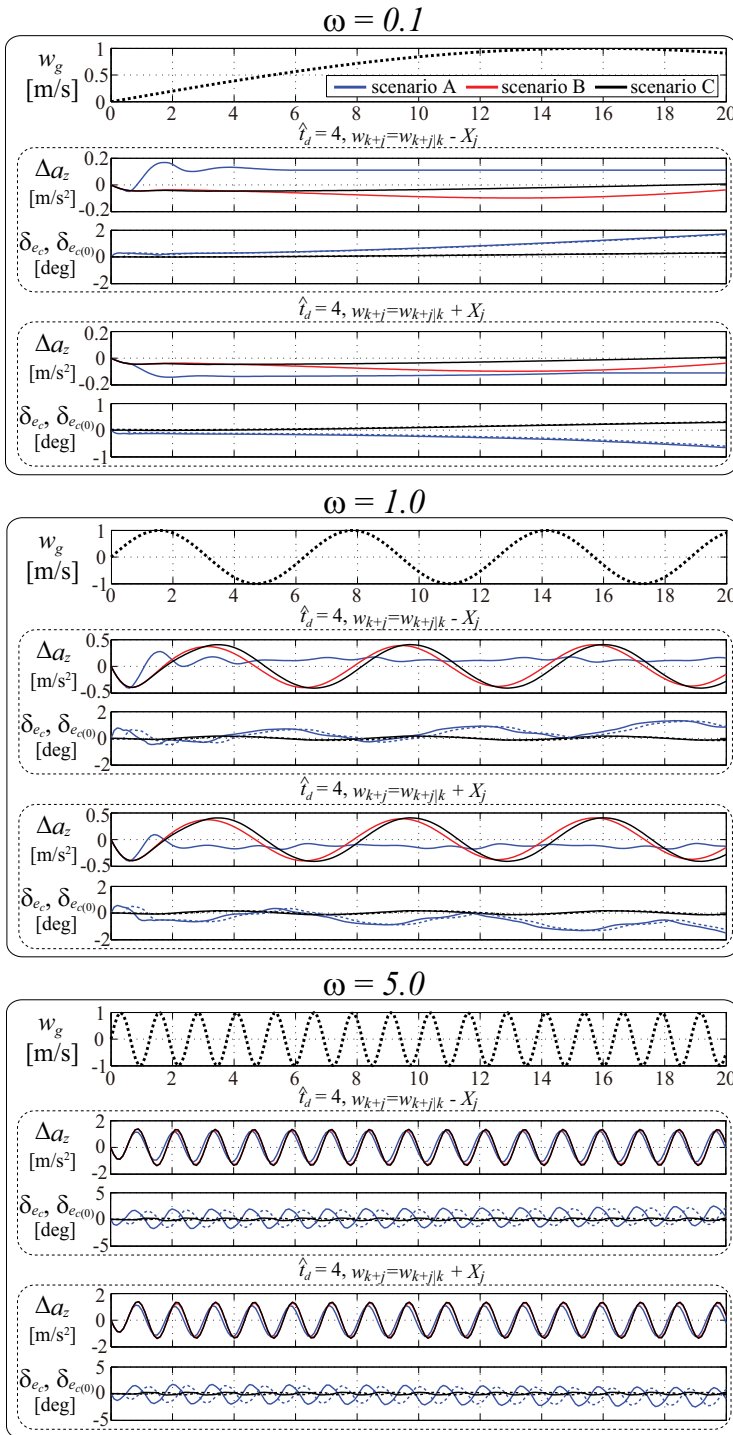 ω = 0.1
w_g [m/s]
1
0.5
0
scenario A scenario B scenario C
0 2 4 6 8 10 12 14 16 18 20
t̂_d = 4, w_{k+j}=w_{k+j|k} - X_j
Δa_z [m/s²]
0.2
0
-0.2
δ_{e_c}, δ_{e_{c(0)}} [deg]
2
0
-2
t̂_d = 4, w_{k+j}=w_{k+j|k} + X_j
Δa_z [m/s²]
0.2
0
-0.2
δ_{e_c}, δ_{e_{c(0)}} [deg]
1
0
-1
ω = 1.0
w_g [m/s]
1
0
-1
0 2 4 6 8 10 12 14 16 18 20
t̂_d = 4, w_{k+j}=w_{k+j|k} - X_j
Δa_z [m/s²]
0.5
0
-0.5
δ_{e_c}, δ_{e_{c(0)}} [deg]
2
0
-2
t̂_d = 4, w_{k+j}=w_{k+j|k} + X_j
Δa_z [m/s²]
0.5
0
-0.5
δ_{e_c}, δ_{e_{c(0)}} [deg]
2
0
-2
ω = 5.0
w_g [m/s]
1
0
-1
0 2 4 6 8 10 12 14 16 18 20
t̂_d = 4, w_{k+j}=w_{k+j|k} - X_j
Δa_z [m/s²]
2
0
-2
δ_{e_c}, δ_{e_{c(0)}} [deg]
5
0
-5
t̂_d = 4, w_{k+j}=w_{k+j|k} + X_j
Δa_z [m/s²]
2
0
-2
δ_{e_c}, δ_{e_{c(0)}} [deg]
5
0
-5